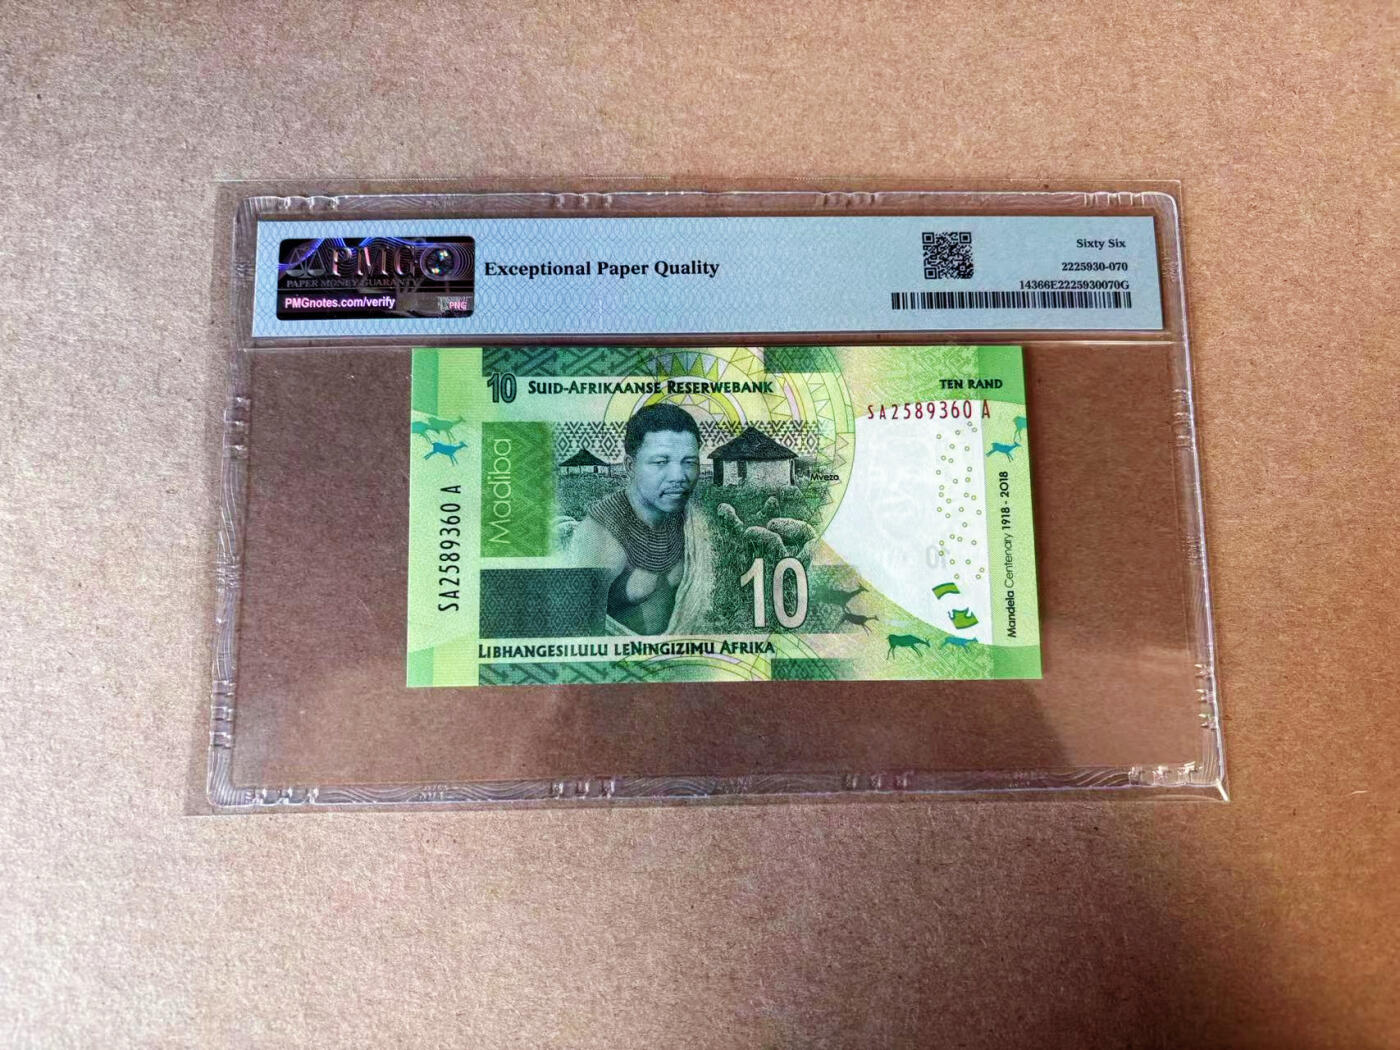 PMG
PAPER MONEY GUARANTY
PMGnotes.com/verify
PNG
Exceptional Paper Quality
Sixty Six
2225930-070
14366E2225930070G
10 SUID-AFRIKAANSE RESERWEBANK
TEN RAND
SA2589360 A
Madiba
Mvezo
SA2589360 A
10
Mandela Centenary 1918 - 2018
LIBHANGESILULU LENINGIZIMU AFRIKA